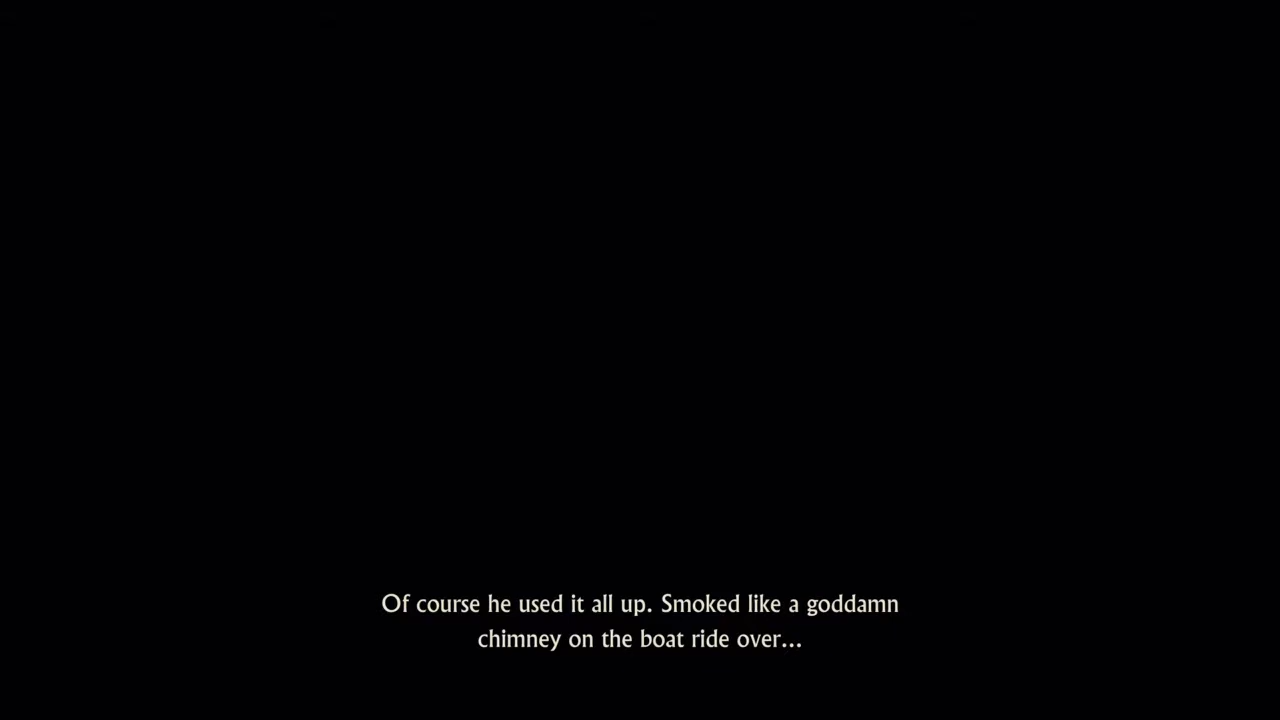 Of course he used it all up. Smoked like a goddamn
chimney on the boat ride over...